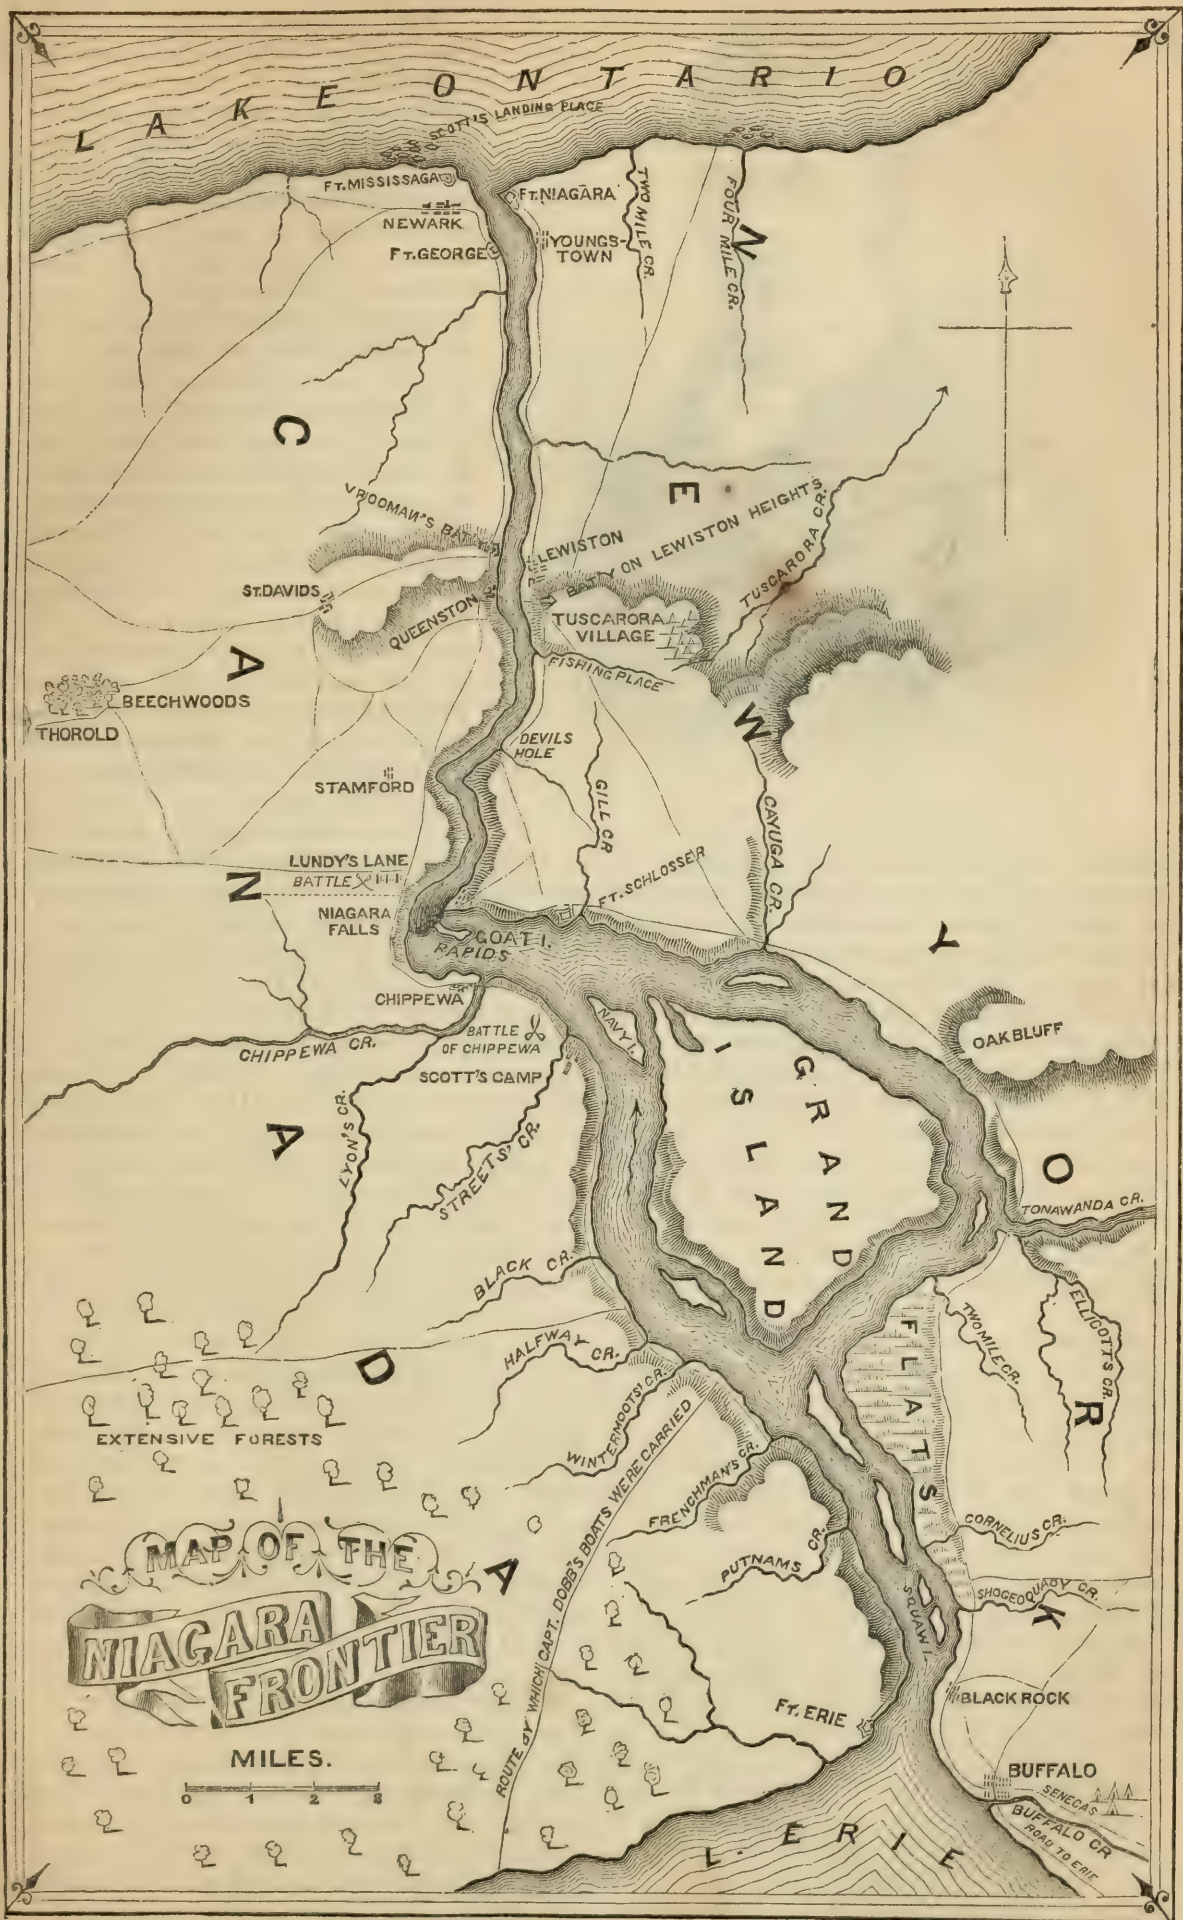 LAKE ONTARIO
SCOTT'S LANDING PLACE
FT. MISSISSAGA
FT. NIAGARA
NEWARK
FT. GEORGE
YOUNGS-
TOWN
TWO MILE CR.
FOUR MILE CR.
NEW YORK
CANADA
VROOMAN'S BATY
LEWISTON
BATY ON LEWISTON HEIGHTS
TUSCARORA CR.
ST. DAVIDS
QUEENSTON
TUSCARORA
VILLAGE
FISHING PLACE
BEECHWOODS
THOROLD
DEVILS
HOLE
STAMFORD
GILL CR
CAYUGA CR.
LUNDY'S LANE
BATTLE
FT. SCHLOSSER
NIAGARA
FALLS
GOAT I.
RAPIDS
CHIPPEWA
NAVY I.
CHIPPEWA CR.
BATTLE
OF CHIPPEWA
SCOTT'S CAMP
OAK BLUFF
GRAND
ISLAND
LYON'S CR.
STREETS' CR.
TONAWANDA CR.
BLACK CR.
HALFWAY CR.
FLATS
TWO MILE CR.
ELLICOTT'S CR.
WINTERMOOTS' CR.
EXTENSIVE FORESTS
FRENCHMAN'S CR.
CORNELIUS CR.
PUTNAMS CR.
SHOGEOQUADY CR.
SQUAW I.
MAP OF THE
NIAGARA
FRONTIER
ROUTE BY WHICH CAPT. DOBB'S BOATS WERE CARRIED
BLACK ROCK
FT. ERIE
MILES.
0 1 2 3
BUFFALO
SENECAS
BUFFALO CR
ROAD TO ERIE
L. ERIE